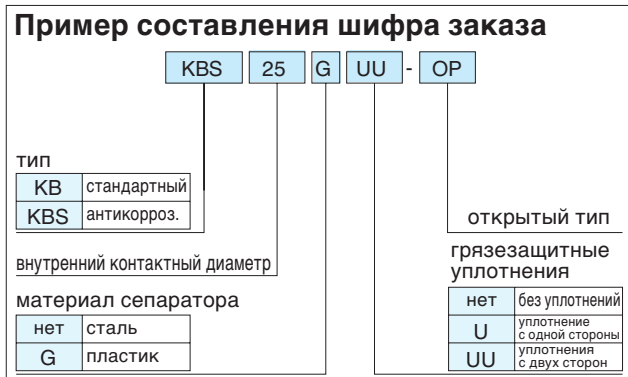 Пример составления шифра заказа
KBS 25 G UU - OP
тип
KB стандартный
KBS антикорроз.
внутренний контактный диаметр
материал сепаратора
нет сталь
G пластик
открытый тип
грязезащитные
уплотнения
нет без уплотнений
U уплотнение
с одной стороны
UU уплотнения
с двух сторон